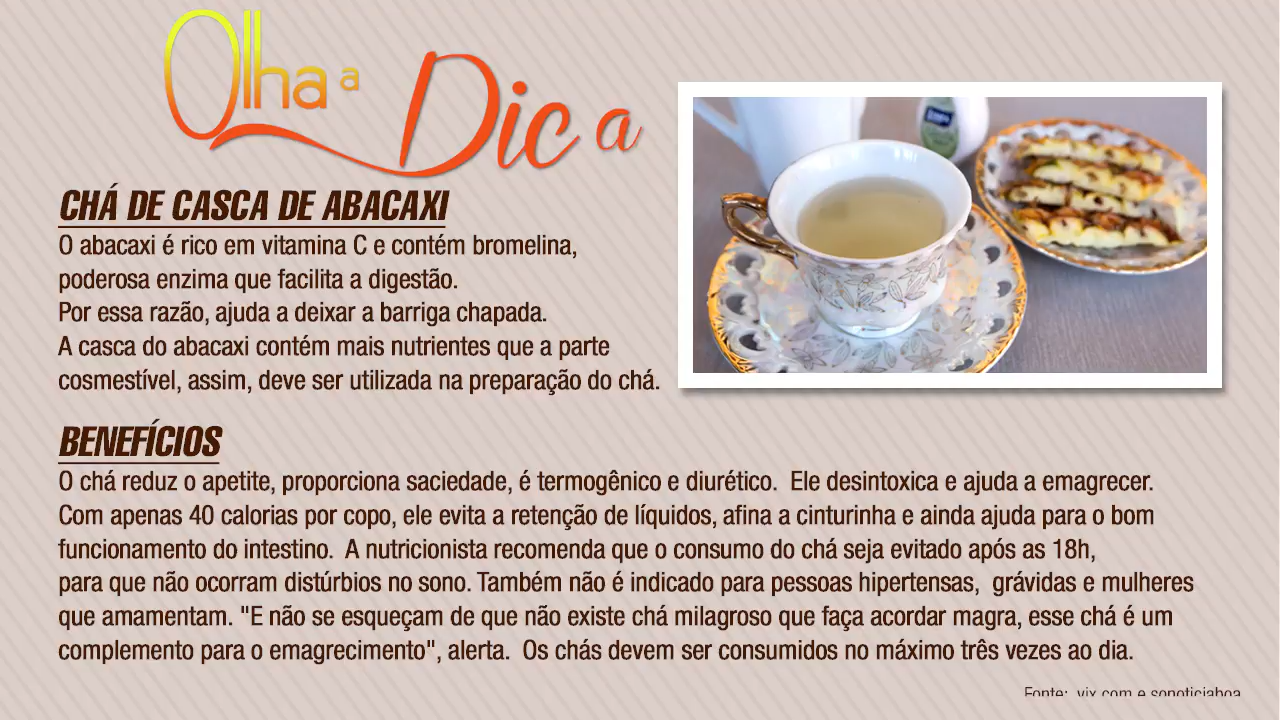 Olha a Dica
CHÁ DE CASCA DE ABACAXI
O abacaxi é rico em vitamina C e contém bromelina,
poderosa enzima que facilita a digestão.
Por essa razão, ajuda a deixar a barriga chapada.
A casca do abacaxi contém mais nutrientes que a parte
cosmestível, assim, deve ser utilizada na preparação do chá.
BENEFÍCIOS
O chá reduz o apetite, proporciona saciedade, é termogênico e diurético. Ele desintoxica e ajuda a emagrecer.
Com apenas 40 calorias por copo, ele evita a retenção de líquidos, afina a cinturinha e ainda ajuda para o bom
funcionamento do intestino. A nutricionista recomenda que o consumo do chá seja evitado após as 18h,
para que não ocorram distúrbios no sono. Também não é indicado para pessoas hipertensas, grávidas e mulheres
que amamentam. "E não se esqueçam de que não existe chá milagroso que faça acordar magra, esse chá é um
complemento para o emagrecimento", alerta. Os chás devem ser consumidos no máximo três vezes ao dia.
Fonte: vix.com e sonoticiaboa